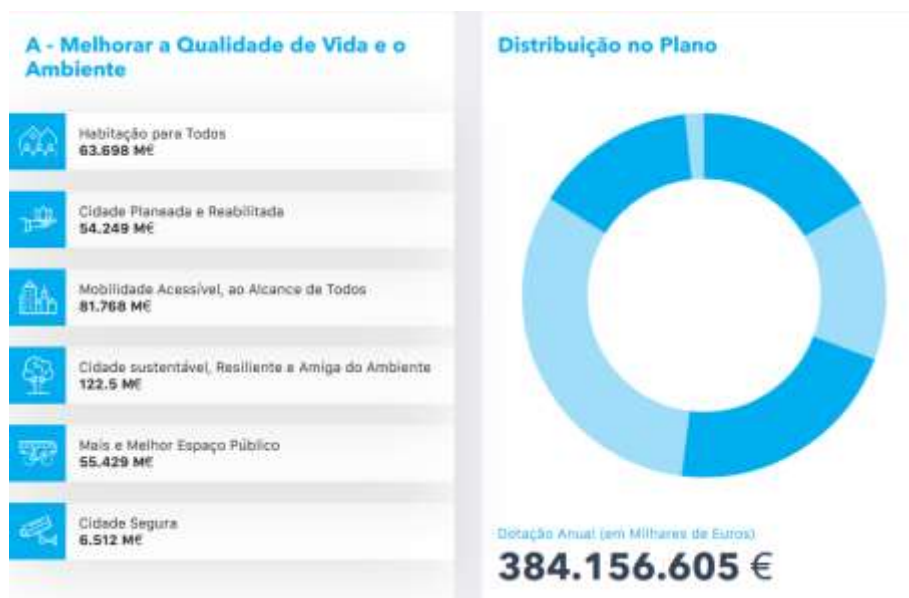 A - Melhorar a Qualidade de Vida e o
Ambiente
Habitação para Todos
63.698 M€
Cidade Planeada e Reabilitada
54.249 M€
Mobilidade Acessível, ao Alcance de Todos
81.768 M€
Cidade sustentável, Resiliente e Amiga do Ambiente
122.5 M€
Mais e Melhor Espaço Público
55.429 M€
Cidade Segura
6.512 M€
Distribuição no Plano
Dotação Anual (em Milhares de Euros)
384.156.605 €